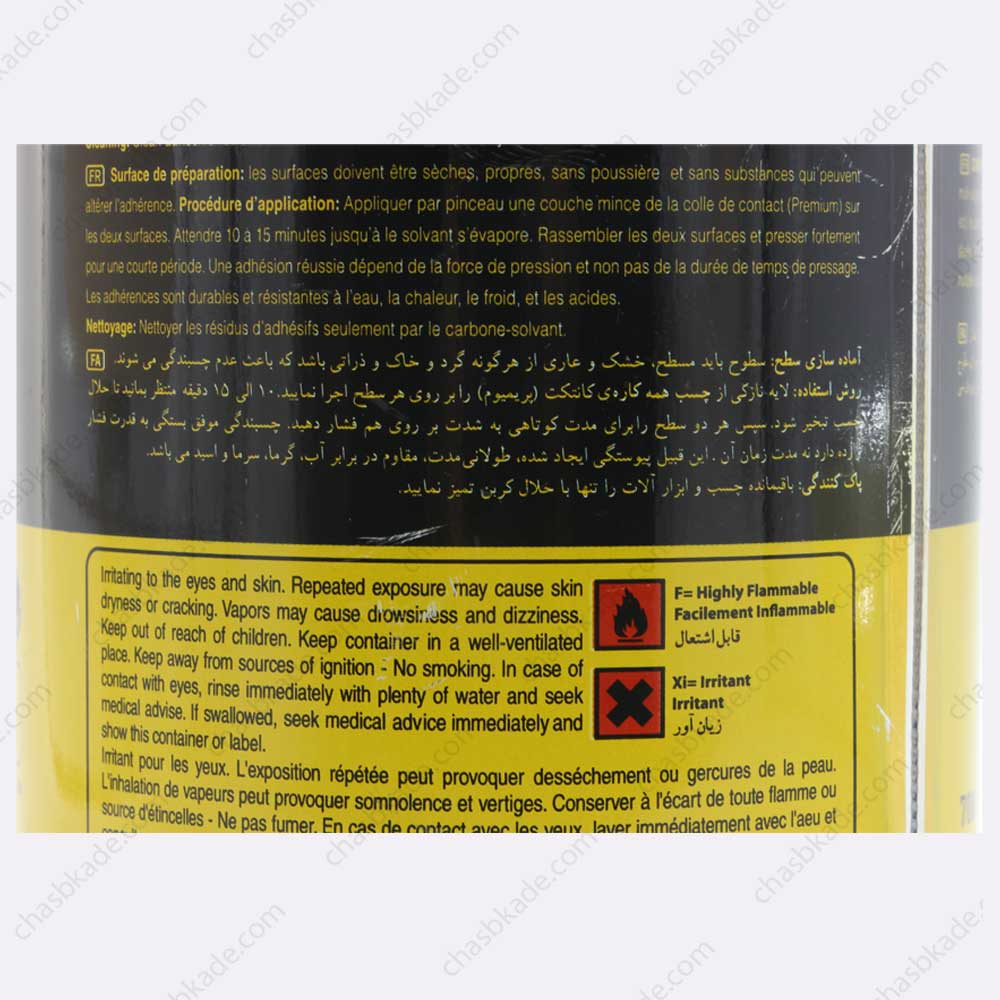 Cleaning: Clean
FR Surface de préparation: les surfaces doivent être sèches, propres, sans poussière et sans substances qui peuvent
altérer l'adhérence. Procédure d'application: Appliquer par pinceau une couche mince de la colle de contact (Premium) sur
les deux surfaces. Attendre 10 à 15 minutes jusqu'à le solvant s'évapore. Rassembler les deux surfaces et presser fortement
pour une courte période. Une adhésion réussie dépend de la force de pression et non pas de la durée de temps de pressage.
Les adhérences sont durables et résistantes à l'eau, la chaleur, le froid, et les acides.
Nettoyage: Nettoyer les résidus d'adhésifs seulement par le carbone-solvant.
FA آماده سازی سطح: سطوح باید مسطح، خشک و عاری از هرگونه گرد و خاک و ذراتی باشد که باعث عدم چسبندگی می شوند.
روش استفاده: لایه نازکی از چسب همه کاره ی کانتکت (پریمیوم) را بر روی هر سطح اجرا نمایید. ۱۰ الی ۱۵ دقیقه منتظر بمانید تا حلال
چسب تبخیر شود. سپس هر دو سطح را برای مدت کوتاهی به شدت بر روی هم فشار دهید. چسبندگی موفق بستگی به قدرت فشار
دارد نه مدت زمان آن. این قبیل پیوستگی ایجاد شده، طولانی مدت، مقاوم در برابر آب، گرما، سرما و اسید می باشد.
پاک کنندگی: باقیمانده چسب و ابزار آلات را تنها با حلال کربن تمیز نمایید.
Irritating to the eyes and skin. Repeated exposure may cause skin
dryness or cracking. Vapors may cause drowsiness and dizziness.
Keep out of reach of children. Keep container in a well-ventilated
place. Keep away from sources of ignition - No smoking. In case of
contact with eyes, rinse immediately with plenty of water and seek
medical advise. If swallowed, seek medical advice immediately and
show this container or label.
F= Highly Flammable
Facilement Inflammable
قابل اشتعال
Xi= Irritant
Irritant
زیان آور
Irritant pour les yeux. L'exposition répétée peut provoquer desséchement ou gercures de la peau.
L'inhalation de vapeurs peut provoquer somnolence et vertiges. Conserver à l'écart de toute flamme ou
source d'étincelles - Ne pas fumer. En cas de contact avec les yeux, laver immédiatement avec l'aeu et
chasbkade.com